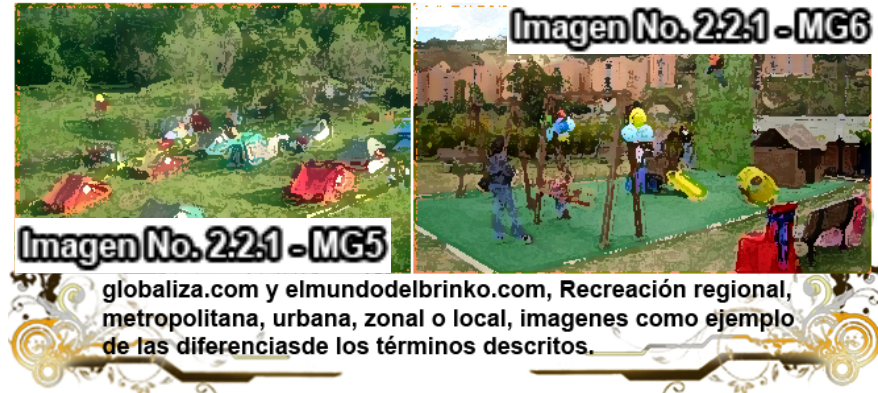 Imagen No. 2.2.1 - MG6
Imagen No. 2.2.1 - MG5
globaliza.com y elmundodelbrinko.com, Recreación regional,
metropolitana, urbana, zonal o local, imagenes como ejemplo
de las diferenciasde los términos descritos.